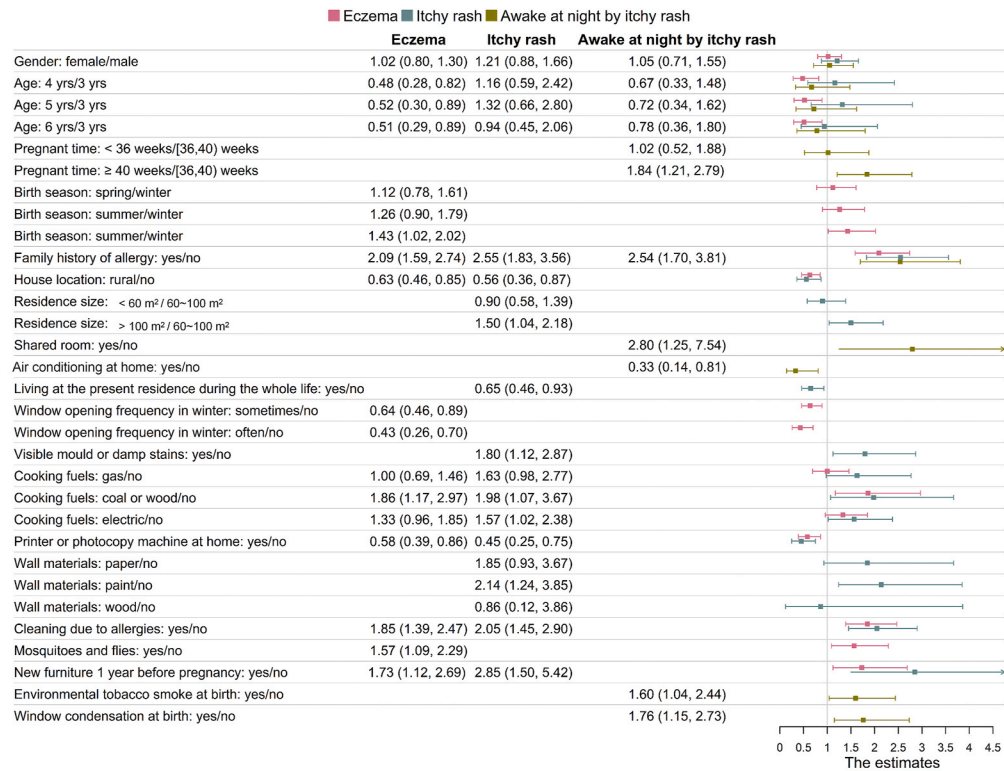 Eczema Itchy rash Awake at night by itchy rash
Eczema Itchy rash Awake at night by itchy rash
Gender: female/male 1.02 (0.80, 1.30) 1.21 (0.88, 1.66) 1.05 (0.71, 1.55)
Age: 4 yrs/3 yrs 0.48 (0.28, 0.82) 1.16 (0.59, 2.42) 0.67 (0.33, 1.48)
Age: 5 yrs/3 yrs 0.52 (0.30, 0.89) 1.32 (0.66, 2.80) 0.72 (0.34, 1.62)
Age: 6 yrs/3 yrs 0.51 (0.29, 0.89) 0.94 (0.45, 2.06) 0.78 (0.36, 1.80)
Pregnant time: < 36 weeks/[36,40) weeks 1.02 (0.52, 1.88)
Pregnant time: ≥ 40 weeks/[36,40) weeks 1.84 (1.21, 2.79)
Birth season: spring/winter 1.12 (0.78, 1.61)
Birth season: summer/winter 1.26 (0.90, 1.79)
Birth season: summer/winter 1.43 (1.02, 2.02)
Family history of allergy: yes/no 2.09 (1.59, 2.74) 2.55 (1.83, 3.56) 2.54 (1.70, 3.81)
House location: rural/no 0.63 (0.46, 0.85) 0.56 (0.36, 0.87)
Residence size: < 60 m² / 60~100 m² 0.90 (0.58, 1.39)
Residence size: > 100 m² / 60~100 m² 1.50 (1.04, 2.18)
Shared room: yes/no 2.80 (1.25, 7.54)
Air conditioning at home: yes/no 0.33 (0.14, 0.81)
Living at the present residence during the whole life: yes/no 0.65 (0.46, 0.93)
Window opening frequency in winter: sometimes/no 0.64 (0.46, 0.89)
Window opening frequency in winter: often/no 0.43 (0.26, 0.70)
Visible mould or damp stains: yes/no 1.80 (1.12, 2.87)
Cooking fuels: gas/no 1.00 (0.69, 1.46) 1.63 (0.98, 2.77)
Cooking fuels: coal or wood/no 1.86 (1.17, 2.97) 1.98 (1.07, 3.67)
Cooking fuels: electric/no 1.33 (0.96, 1.85) 1.57 (1.02, 2.38)
Printer or photocopy machine at home: yes/no 0.58 (0.39, 0.86) 0.45 (0.25, 0.75)
Wall materials: paper/no 1.85 (0.93, 3.67)
Wall materials: paint/no 2.14 (1.24, 3.85)
Wall materials: wood/no 0.86 (0.12, 3.86)
Cleaning due to allergies: yes/no 1.85 (1.39, 2.47) 2.05 (1.45, 2.90)
Mosquitoes and flies: yes/no 1.57 (1.09, 2.29)
New furniture 1 year before pregnancy: yes/no 1.73 (1.12, 2.69) 2.85 (1.50, 5.42)
Environmental tobacco smoke at birth: yes/no 1.60 (1.04, 2.44)
Window condensation at birth: yes/no 1.76 (1.15, 2.73)
0 0.5 1 1.5 2 2.5 3 3.5 4 4.5
The estimates